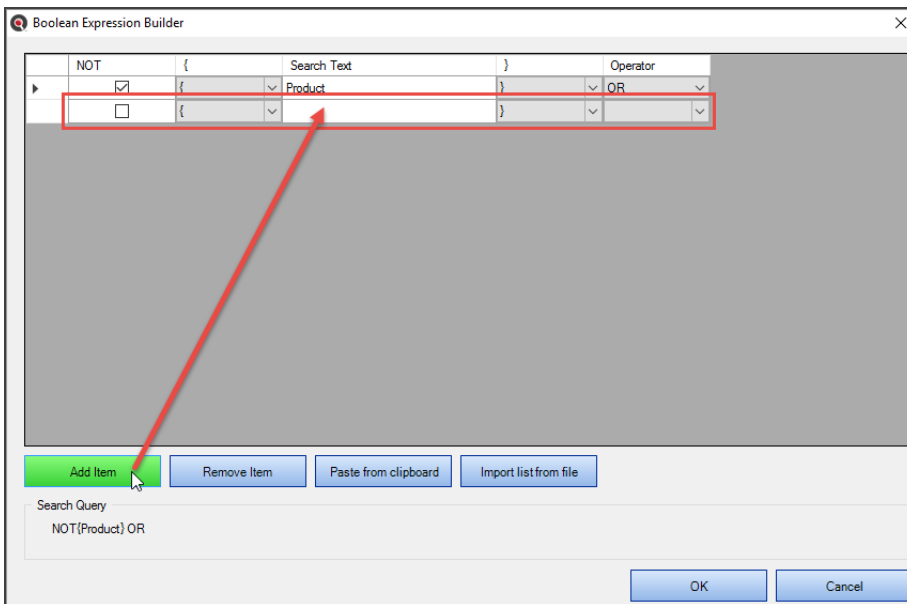 Boolean Expression Builder
NOT { Search Text } Operator
{ Product } OR
{ }
Add Item Remove Item Paste from clipboard Import list from file
Search Query
NOT{Product} OR
OK Cancel